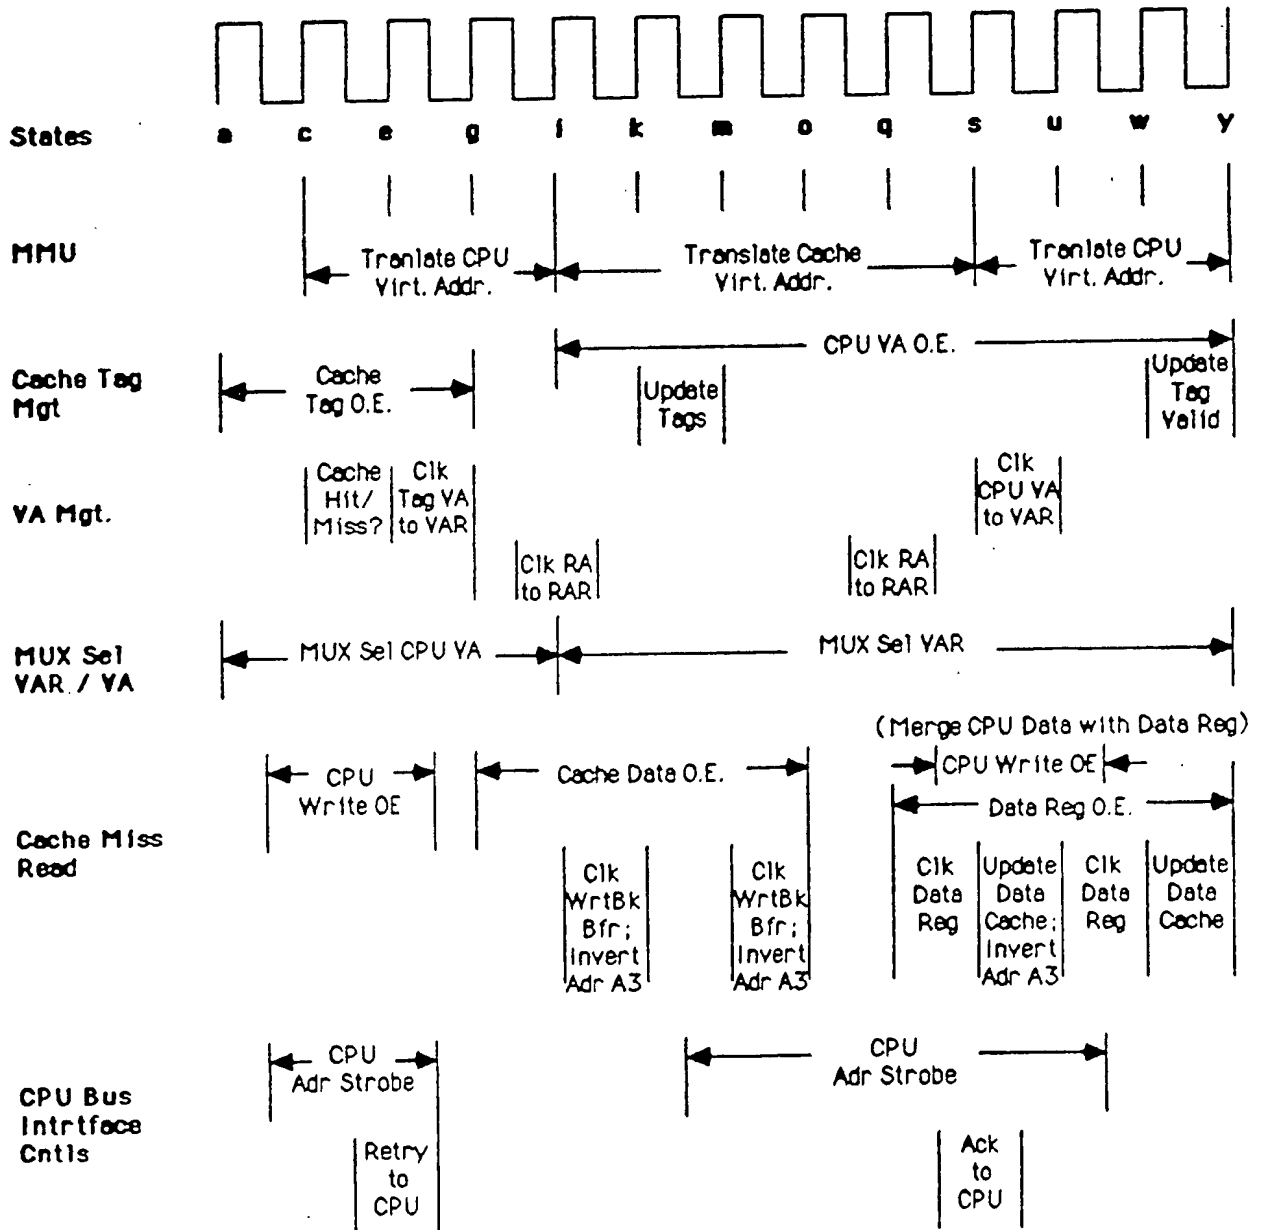 States
a c e g i k m o q s u w y
MMU
Tranlate CPU
Virt. Addr.
Translate Cache
Virt. Addr.
Tranlate CPU
Virt. Addr.
CPU VA O.E.
Cache Tag
Mgt
Cache
Tag O.E.
Update
Tags
Update
Tag
Valid
VA Mgt.
Cache
Hit/
Miss?
Clk
Tag VA
to VAR
Clk
CPU VA
to VAR
Clk RA
to RAR
Clk RA
to RAR
MUX Sel
VAR / VA
MUX Sel CPU VA
MUX Sel VAR
(Merge CPU Data with Data Reg)
CPU
Write OE
Cache Data O.E.
CPU Write OE
Data Reg O.E.
Cache Miss
Read
Clk
WrtBk
Bfr;
Invert
Adr A3
Clk
WrtBk
Bfr;
Invert
Adr A3
Clk
Data
Reg
Update
Data
Cache;
Invert
Adr A3
Clk
Data
Reg
Update
Data
Cache
CPU
Adr Strobe
CPU
Adr Strobe
CPU Bus
Intrtface
Cntls
Retry
to
CPU
Ack
to
CPU